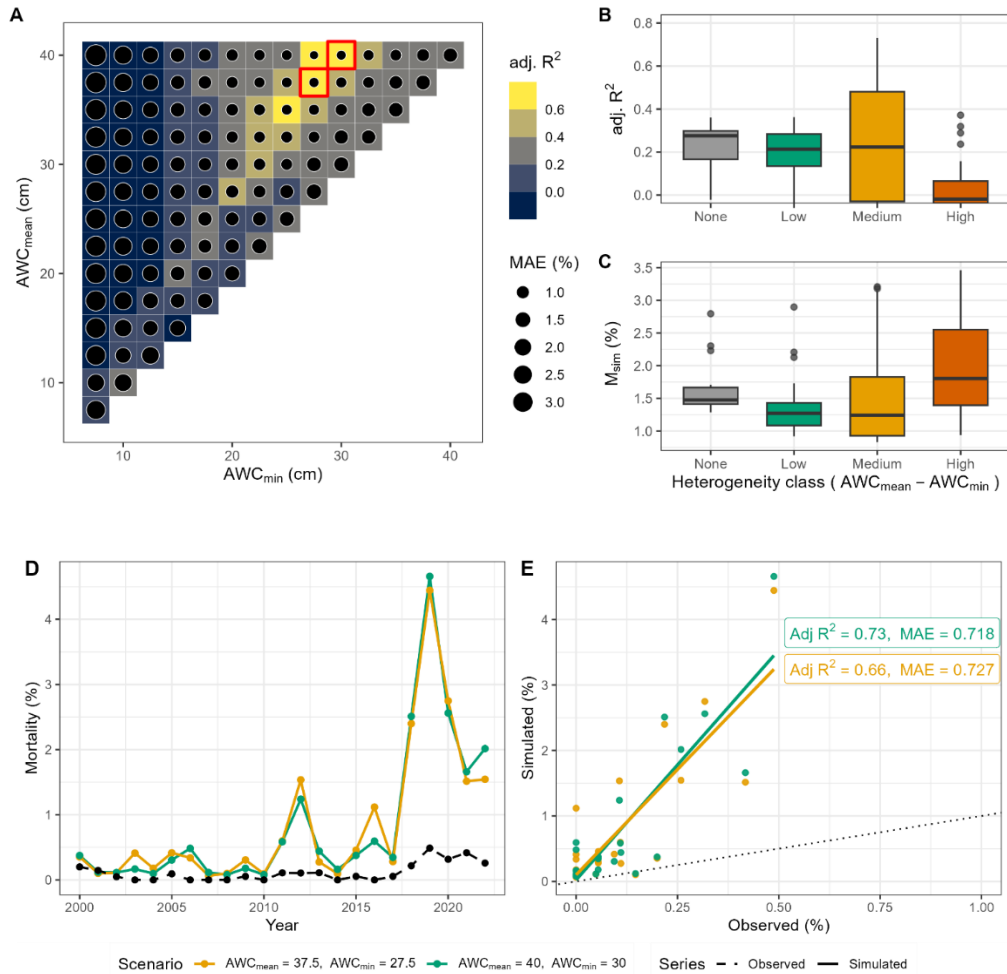 A
40
30
20
10
AWCmean (cm)
10
20
30
40
AWCmin (cm)
adj. R2
0.6
0.4
0.2
0.0
MAE (%)
1.0
1.5
2.0
2.5
3.0
B
0.8
0.6
0.4
0.2
0.0
adj. R2
None
Low
Medium
High
C
3.5
3.0
2.5
2.0
1.5
1.0
Msim (%)
None
Low
Medium
High
Heterogeneity class ( AWCmean − AWCmin )
D
4
3
2
1
0
Mortality (%)
2000
2005
2010
2015
2020
Year
E
4
3
2
1
0
Simulated (%)
Adj R2 = 0.73, MAE = 0.718
Adj R2 = 0.66, MAE = 0.727
0.00
0.25
0.50
0.75
1.00
Observed (%)
Scenario
AWCmean = 37.5, AWCmin = 27.5
AWCmean = 40, AWCmin = 30
Series
Observed
Simulated